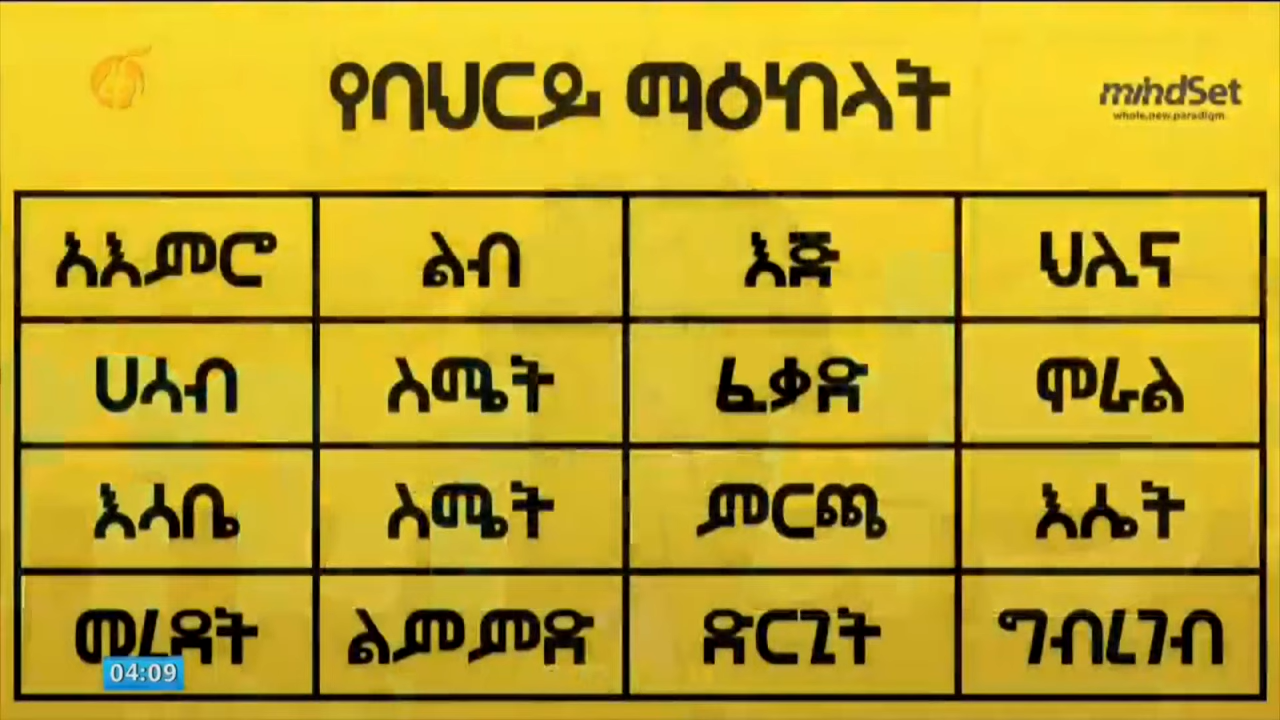 የባህርይ ማዕከላት
mindSet
whole.new.paradigm
አእምሮ ልብ እጅ ህሊና
ሀሳብ ስሜት ፈቃድ ሞራል
እሳቤ ስሜት ምርጫ እሴት
መረዳት ልምምድ ድርጊት ግብረገብ
04:09